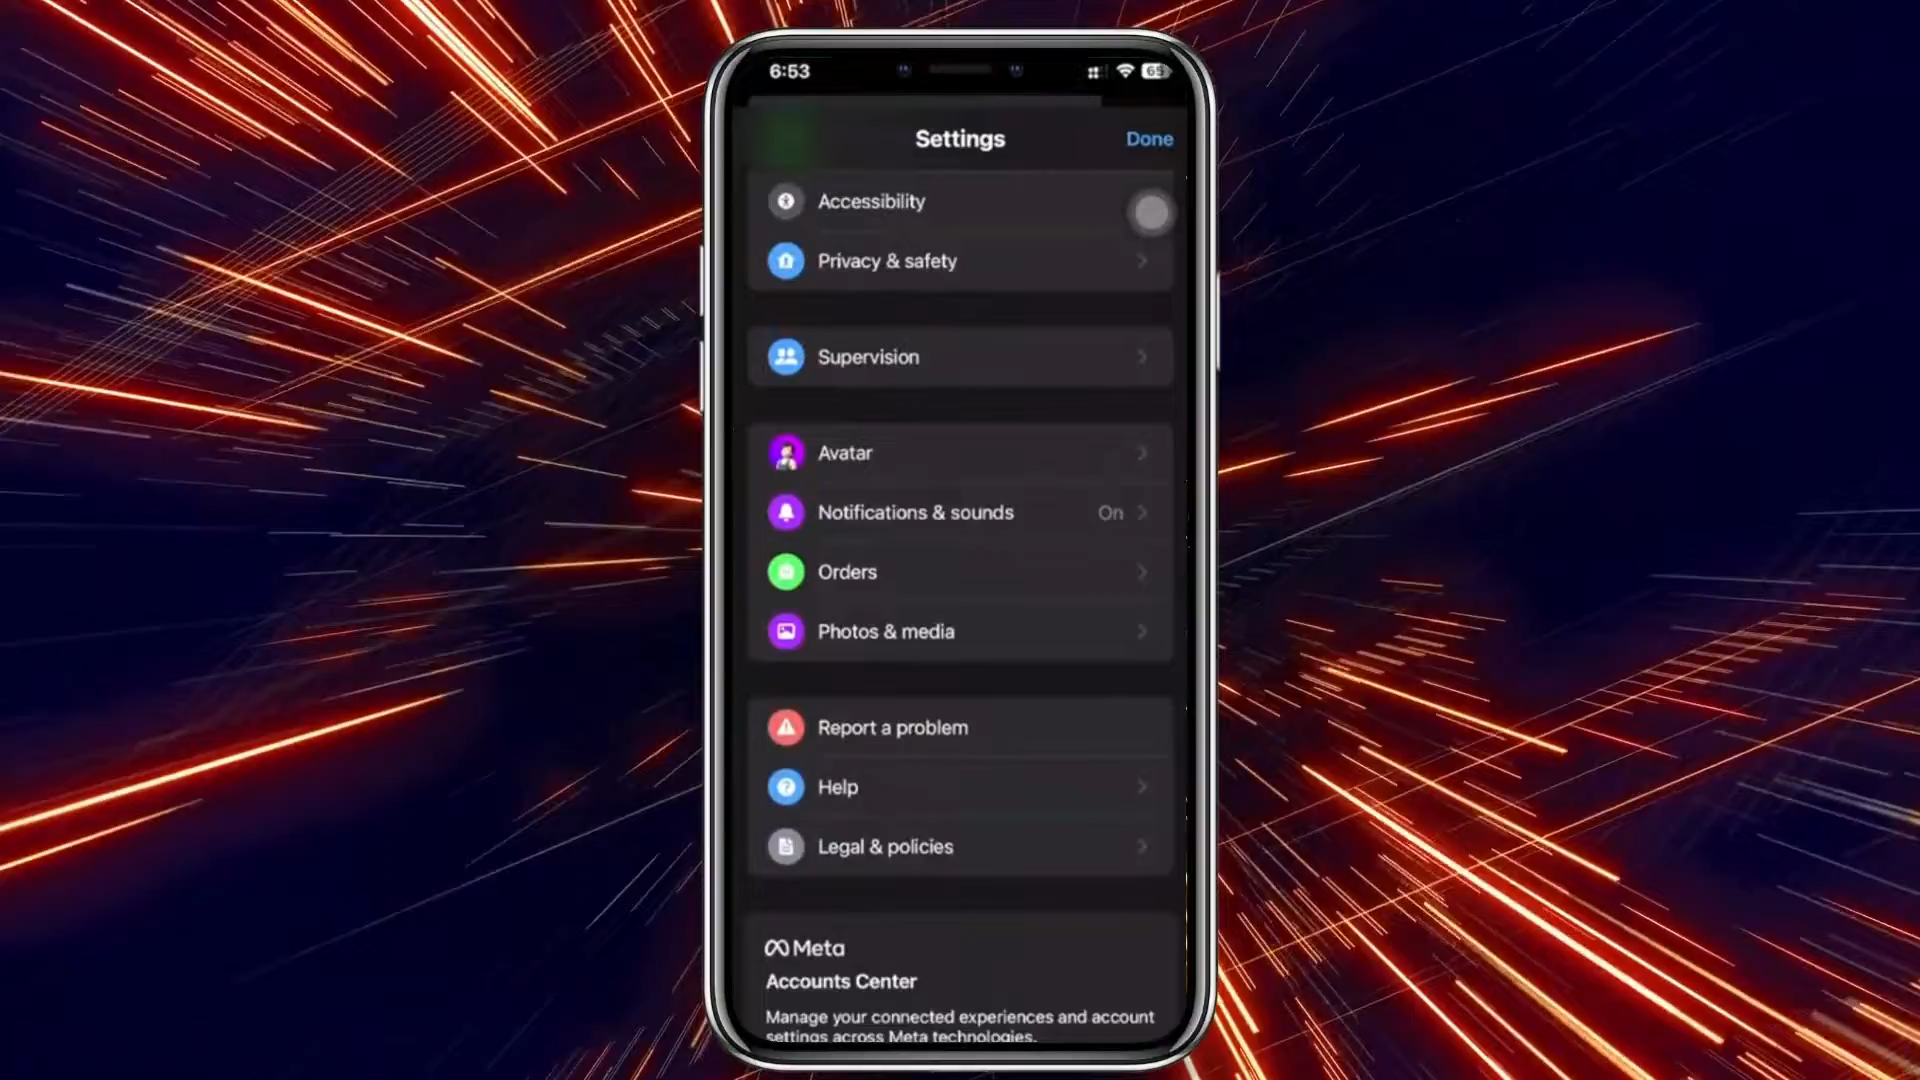 6:53
69
Settings
Done
Accessibility
Privacy & safety
Supervision
Avatar
Notifications & sounds
On
Orders
Photos & media
Report a problem
Help
Legal & policies
Meta
Accounts Center
Manage your connected experiences and account
settings across Meta technologies.